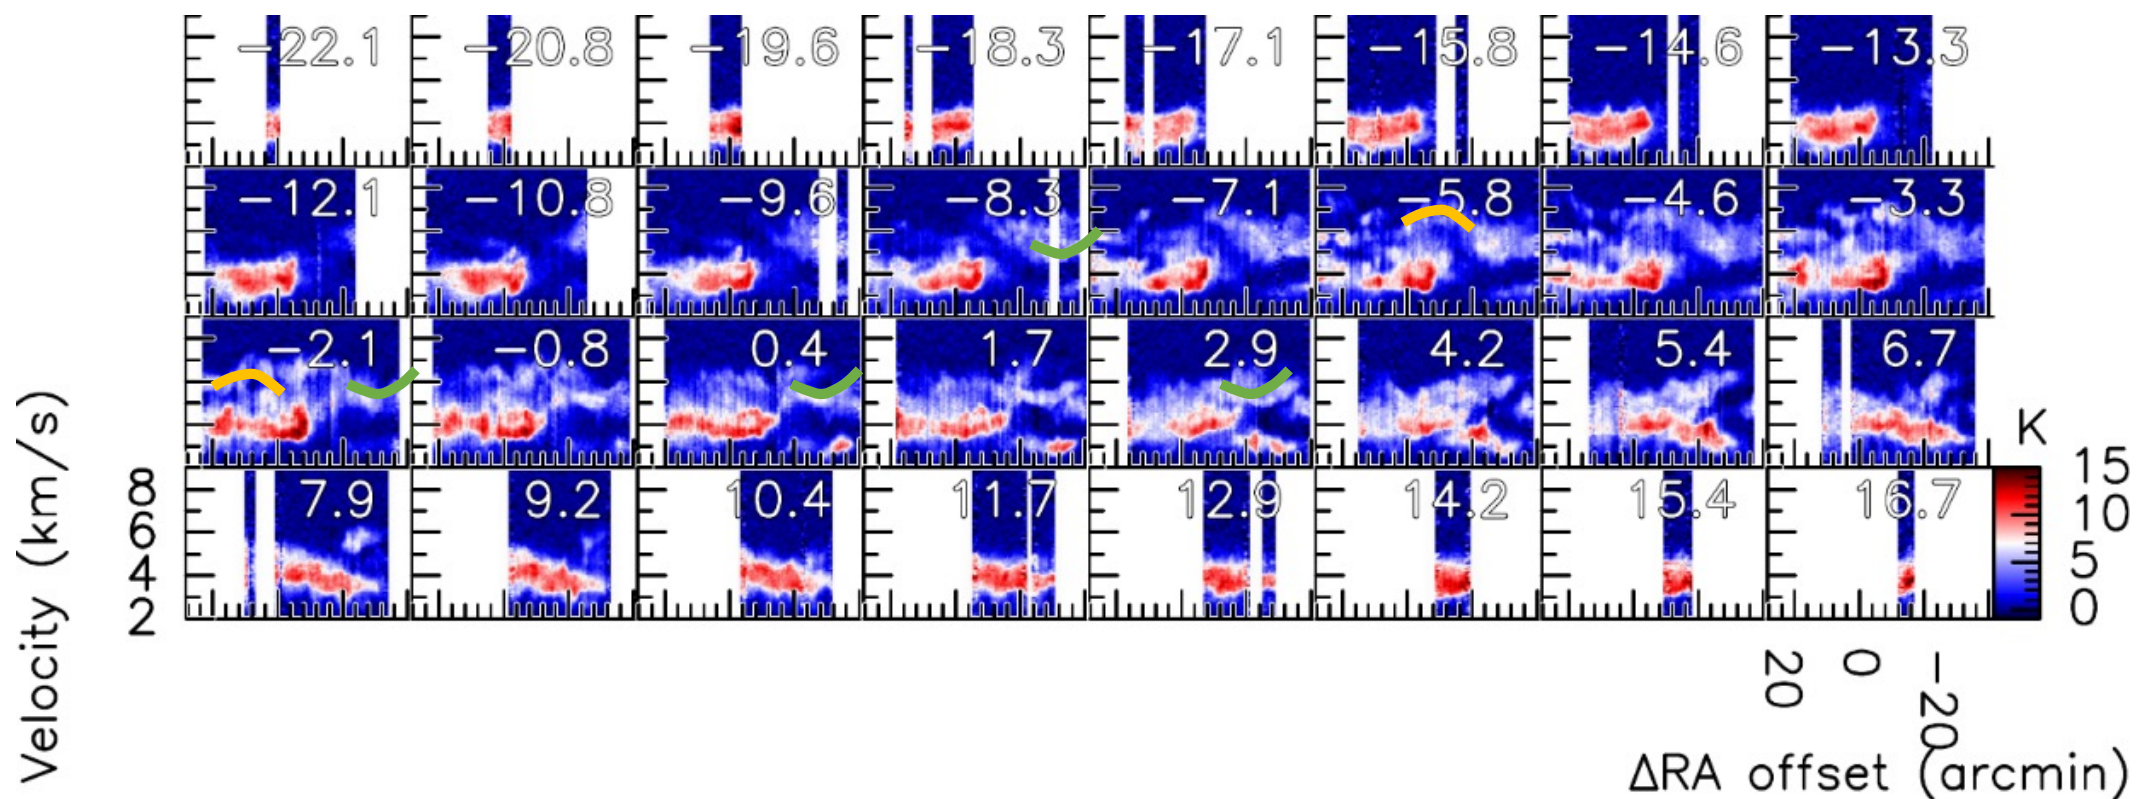 −22.1 −20.8 −19.6 −18.3 −17.1 −15.8 −14.6 −13.3
−12.1 −10.8 −9.6 −8.3 −7.1 −5.8 −4.6 −3.3
−2.1 −0.8 0.4 1.7 2.9 4.2 5.4 6.7
7.9 9.2 10.4 11.7 12.9 14.2 15.4 16.7
Velocity (km/s)
8
6
4
2
K
15
10
5
0
20 0 −20
ΔRA offset (arcmin)